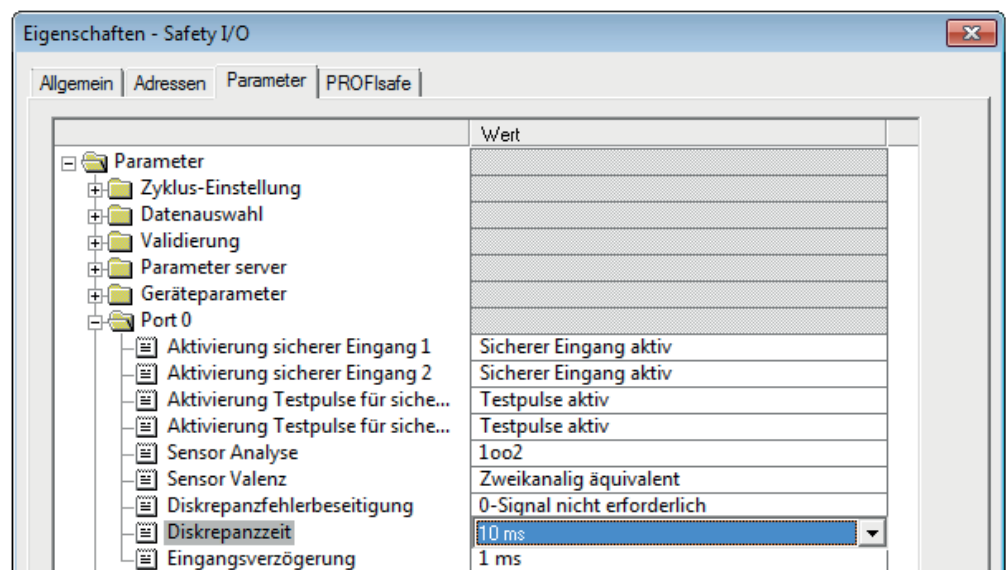 Eigenschaften - Safety I/O
Allgemein Adressen Parameter PROFIsafe
Wert
Parameter
Zyklus-Einstellung
Datenauswahl
Validierung
Parameter server
Geräteparameter
Port 0
Aktivierung sicherer Eingang 1 Sicherer Eingang aktiv
Aktivierung sicherer Eingang 2 Sicherer Eingang aktiv
Aktivierung Testpulse für siche... Testpulse aktiv
Aktivierung Testpulse für siche... Testpulse aktiv
Sensor Analyse 1oo2
Sensor Valenz Zweikanalig äquivalent
Diskrepanzfehlerbeseitigung 0-Signal nicht erforderlich
Diskrepanzzeit 10 ms
Eingangsverzögerung 1 ms